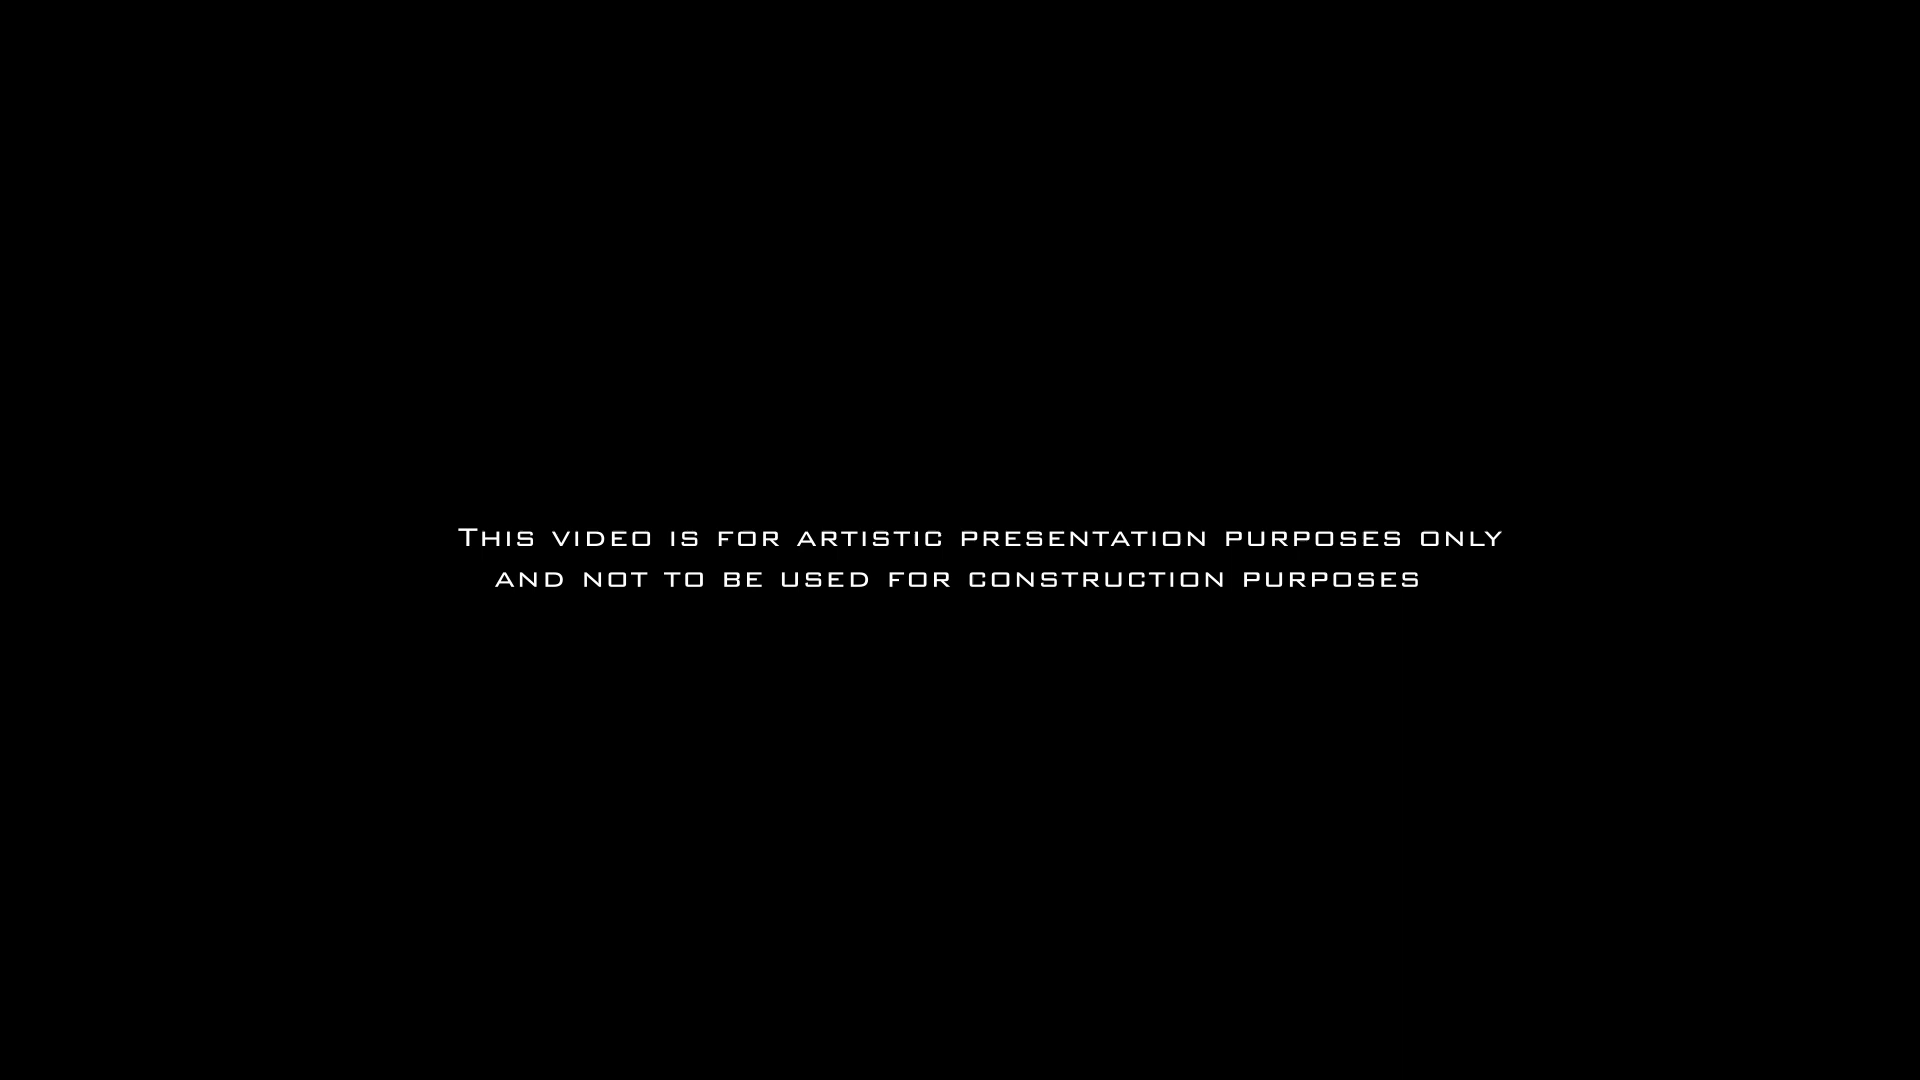 This video is for artistic presentation purposes only
and not to be used for construction purposes